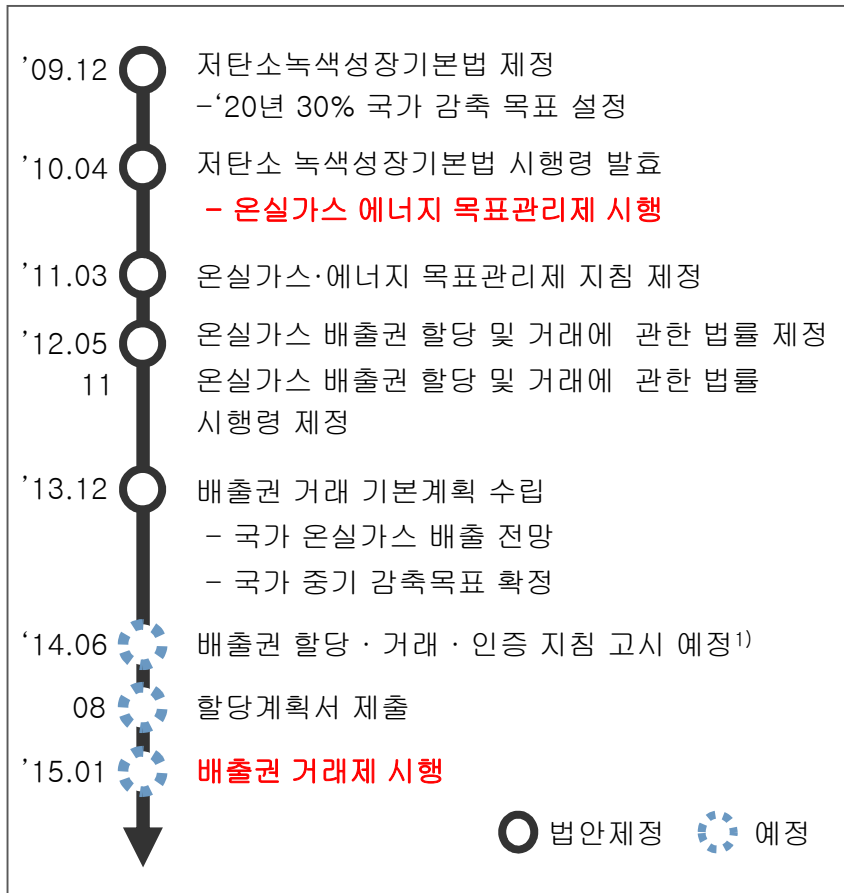 ’09.12 저탄소녹색성장기본법 제정
-‘20년 30% 국가 감축 목표 설정
’10.04 저탄소 녹색성장기본법 시행령 발효
- 온실가스 에너지 목표관리제 시행
’11.03 온실가스·에너지 목표관리제 지침 제정
’12.05 온실가스 배출권 할당 및 거래에 관한 법률 제정
11 온실가스 배출권 할당 및 거래에 관한 법률
시행령 제정
’13.12 배출권 거래 기본계획 수립
- 국가 온실가스 배출 전망
- 국가 중기 감축목표 확정
‘14.06 배출권 할당 · 거래 · 인증 지침 고시 예정1)
08 할당계획서 제출
’15.01 배출권 거래제 시행
법안제정 예정